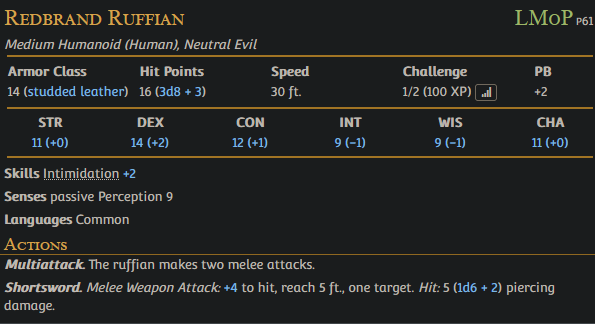 Redbrand Ruffian LMoP P61
Medium Humanoid (Human), Neutral Evil
Armor Class Hit Points Speed Challenge PB
14 (studded leather) 16 (3d8 + 3) 30 ft. 1/2 (100 XP) +2
STR DEX CON INT WIS CHA
11 (+0) 14 (+2) 12 (+1) 9 (−1) 9 (−1) 11 (+0)
Skills Intimidation +2
Senses passive Perception 9
Languages Common
Actions
Multiattack. The ruffian makes two melee attacks.
Shortsword. Melee Weapon Attack: +4 to hit, reach 5 ft., one target. Hit: 5 (1d6 + 2) piercing
damage.